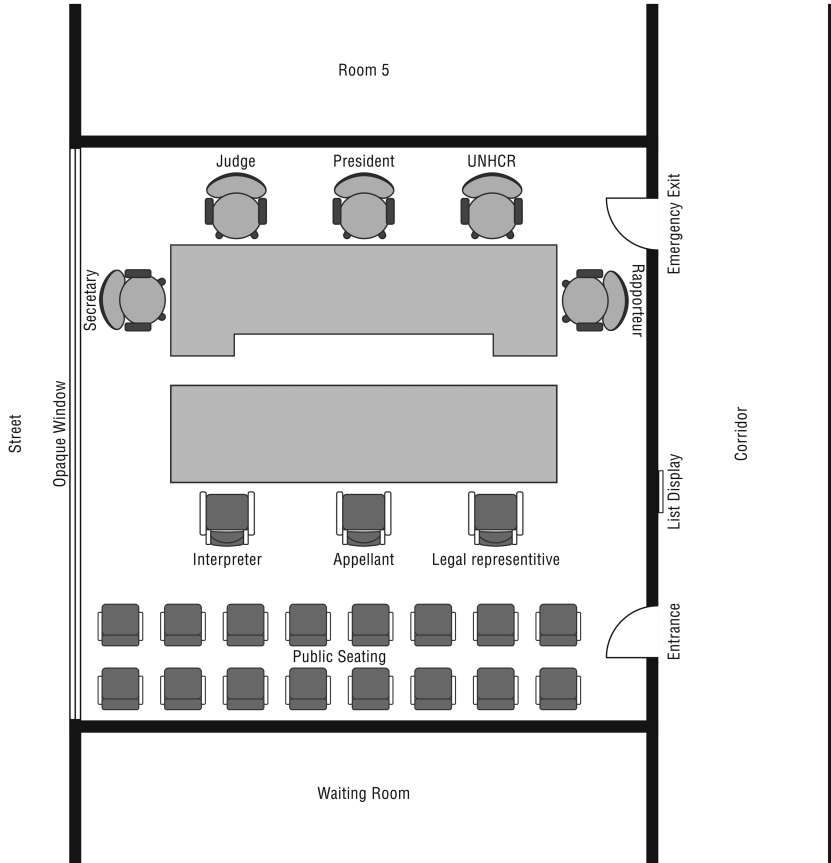 Room 5
Judge
President
UNHCR
Emergency Exit
Secretary
Rapporteur
Street
Opaque Window
Corridor
List Display
Interpreter
Appellant
Legal representitive
Entrance
Public Seating
Waiting Room